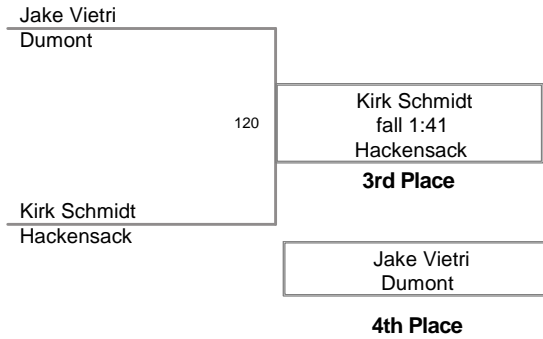 Jake Vietri
Dumont
120
Kirk Schmidt
fall 1:41
Hackensack
3rd Place
Kirk Schmidt
Hackensack
Jake Vietri
Dumont
4th Place